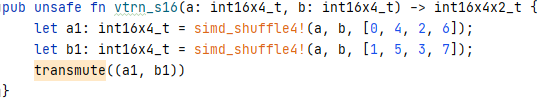 pub unsafe fn vtrn_s16(a: int16x4_t, b: int16x4_t) -> int16x4x2_t {
    let a1: int16x4_t = simd_shuffle4!(a, b, [0, 4, 2, 6]);
    let b1: int16x4_t = simd_shuffle4!(a, b, [1, 5, 3, 7]);
    transmute((a1, b1))
}